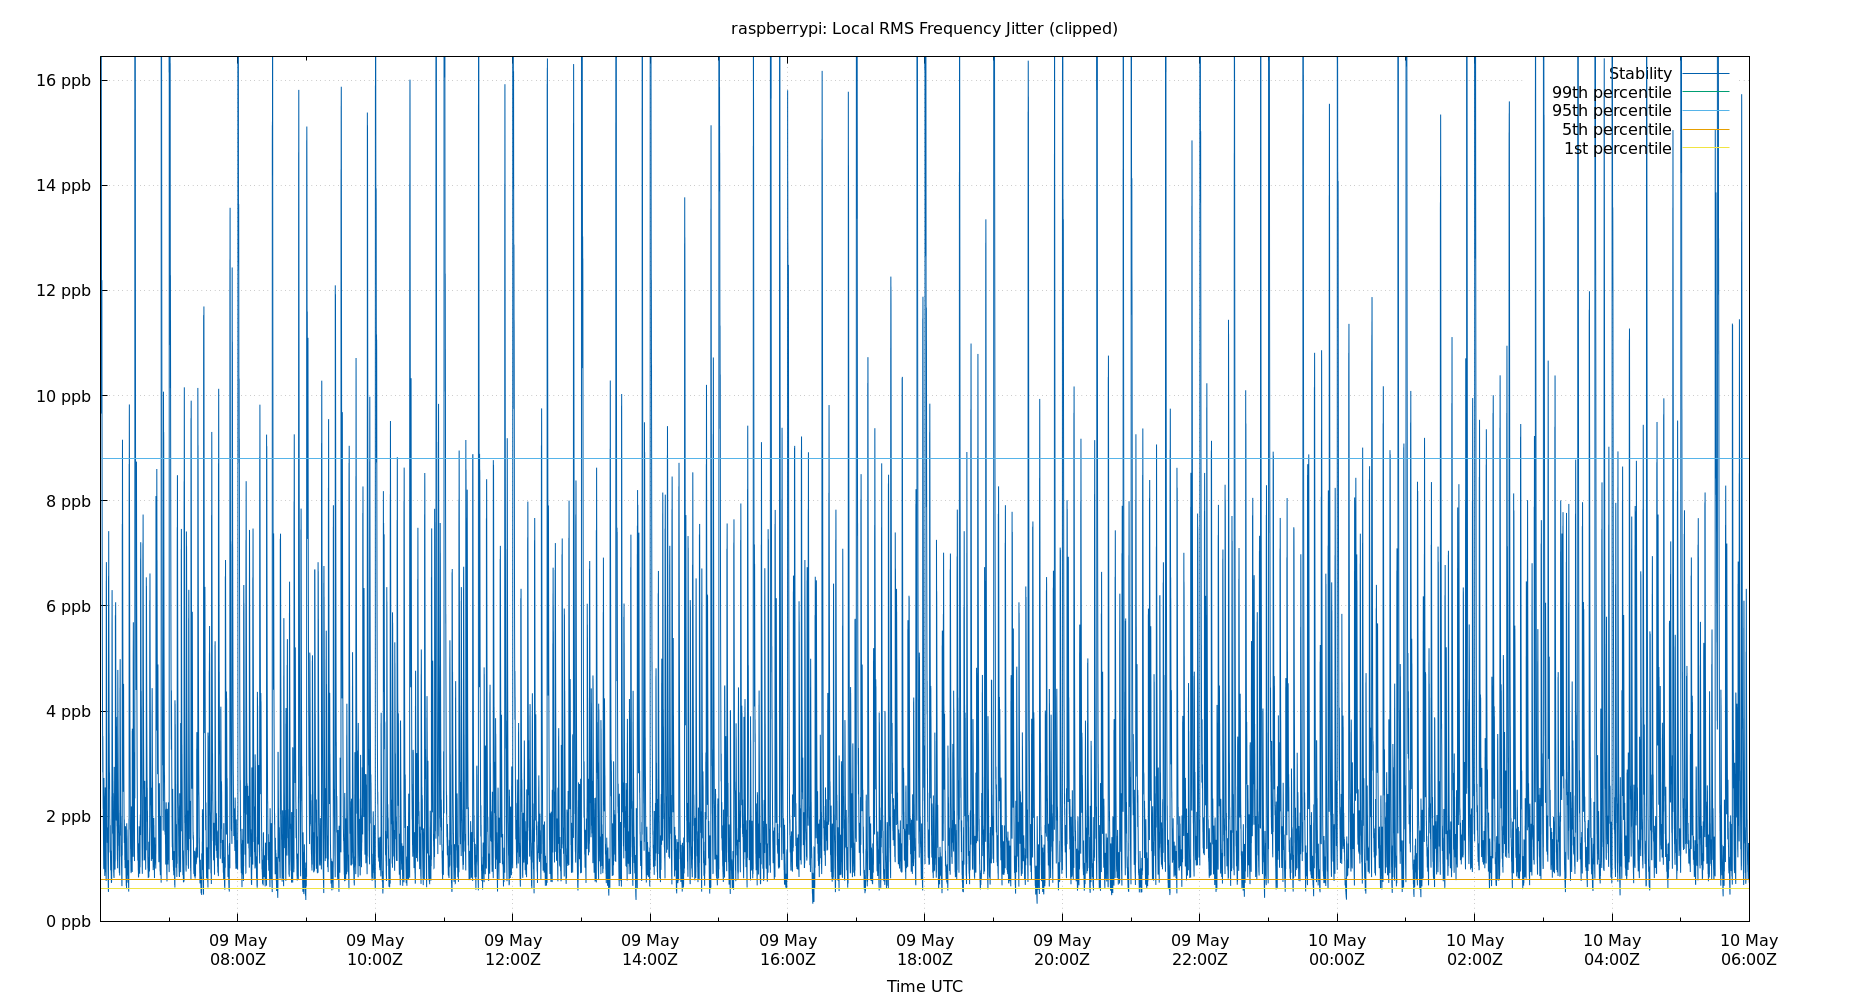 raspberrypi: Local RMS Frequency Jitter (clipped)
16 ppb
14 ppb
12 ppb
10 ppb
8 ppb
6 ppb
4 ppb
2 ppb
0 ppb
Stability
99th percentile
95th percentile
5th percentile
1st percentile
09 May 09 May 09 May 09 May 09 May 09 May 09 May 09 May 10 May 10 May 10 May 10 May
08:00Z 10:00Z 12:00Z 14:00Z 16:00Z 18:00Z 20:00Z 22:00Z 00:00Z 02:00Z 04:00Z 06:00Z
Time UTC